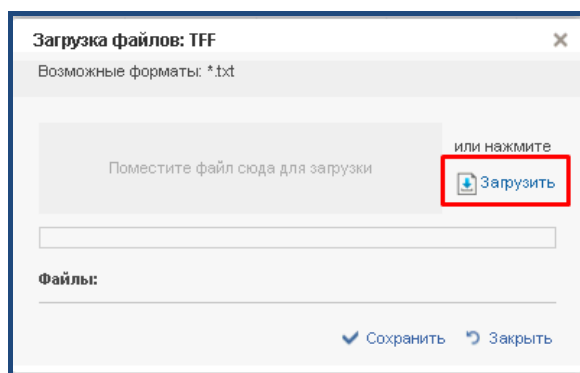 Загрузка файлов: TFF
Возможные форматы: *.txt
или нажмите
Поместите файл сюда для загрузки
Загрузить
Файлы:
Сохранить Закрыть